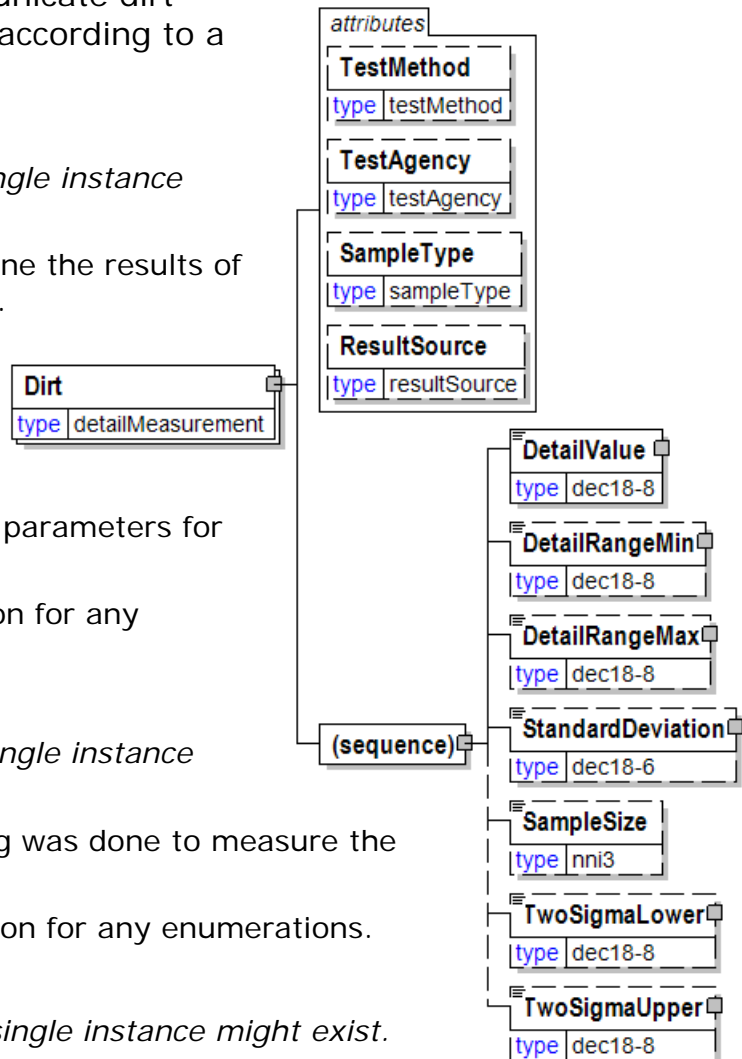 unicate dirt
according to a
ngle instance
ne the results of
.
parameters for
on for any
ngle instance
g was done to measure the
on for any enumerations.
single instance might exist.
attributes
TestMethod
type testMethod
TestAgency
type testAgency
SampleType
type sampleType
ResultSource
type resultSource
Dirt
type detailMeasurement
(sequence)
DetailValue
type dec18-8
DetailRangeMin
type dec18-8
DetailRangeMax
type dec18-8
StandardDeviation
type dec18-6
SampleSize
type nni3
TwoSigmaLower
type dec18-8
TwoSigmaUpper
type dec18-8